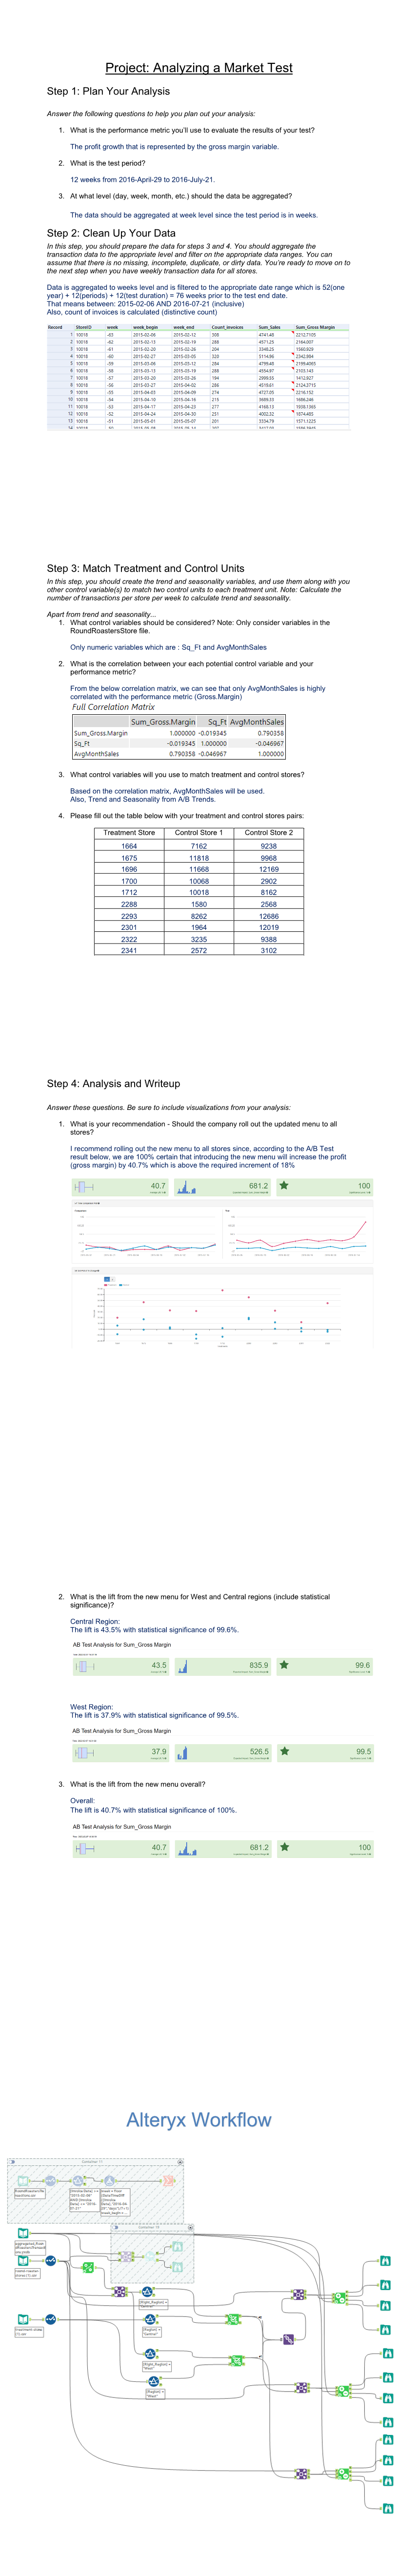 Project: Analyzing a Market Test
Step 1: Plan Your Analysis
Answer the following questions to help you plan out your analysis:
1. What is the performance metric you'll use to evaluate the results of your test?
The profit growth that is represented by the gross margin variable.
2. What is the test period?
12 weeks from 2016-April-29 to 2016-July-21.
3. At what level (day, week, month, etc.) should the data be aggregated?
The data should be aggregated at week level since the test period is in weeks.
Step 2: Clean Up Your Data
In this step, you should prepare the data for steps 3 and 4. You should aggregate the
transaction data to the appropriate level and filter on the appropriate data ranges. You can
assume that there is no missing, incomplete, duplicate, or dirty data. You're ready to move on to
the next step when you have weekly transaction data for all stores.
Data is aggregated to weeks level and is filtered to the appropriate date range which is 52(one
year) + 12(periods) + 12(test duration) = 76 weeks prior to the test end date.
That means between: 2015-02-06 AND 2016-07-21 (inclusive)
Also, count of invoices is calculated (distinct count)
Record StoreID week week_begin week_end Count_invoices Sum_Sales Sum_Gross Margin
1 10018 -63 2015-02-06 2015-02-12 309 4741.48 2212.7105
2 10018 -62 2015-02-13 2015-02-19 288 4571.25 2184.007
3 10018 -61 2015-02-20 2015-02-26 204 3348.25 1560.929
4 10018 -60 2015-02-27 2015-03-05 320 5114.96 2342.984
5 10018 -59 2015-03-06 2015-03-12 284 4799.48 2199.4065
6 10018 -58 2015-03-13 2015-03-19 288 4554.97 2103.143
7 10018 -57 2015-03-20 2015-03-26 194 2999.55 1412.927
8 10018 -56 2015-03-27 2015-04-02 286 4519.61 2124.2715
9 10018 -55 2015-04-03 2015-04-09 274 4727.05 2216.152
10 10018 -54 2015-04-10 2015-04-16 215 3689.33 1686.246
11 10018 -53 2015-04-17 2015-04-23 277 4168.13 1938.1365
12 10018 -52 2015-04-24 2015-04-30 251 4002.32 1874.485
13 10018 -51 2015-05-01 2015-05-07 201 3334.79 1571.1225
Step 3: Match Treatment and Control Units
In this step, you should create the trend and seasonality variables, and use them along with you
other control variable(s) to match two control units to each treatment unit. Note: Calculate the
number of transactions per store per week to calculate trend and seasonality.
Apart from trend and seasonality...
1. What control variables should be considered? Note: Only consider variables in the
RoundRoastersStore file.
Only numeric variables which are : Sq_Ft and AvgMonthSales
2. What is the correlation between your each potential control variable and your
performance metric?
From the below correlation matrix, we can see that only AvgMonthSales is highly
correlated with the performance metric (Gross.Margin)
Full Correlation Matrix
Sum_Gross.Margin Sq_Ft AvgMonthSales
Sum_Gross.Margin 1.000000 -0.019345 0.790358
Sq_Ft -0.019345 1.000000 -0.046967
AvgMonthSales 0.790358 -0.046967 1.000000
3. What control variables will you use to match treatment and control stores?
Based on the correlation matrix, AvgMonthSales will be used.
Also, Trend and Seasonality from A/B Trends.
4. Please fill out the table below with your treatment and control stores pairs:
Treatment Store Control Store 1 Control Store 2
1664 7162 9238
1675 11818 9968
1696 11668 12169
1700 10068 2902
1712 10018 8162
2288 1580 2568
2293 8262 12686
2301 1964 12019
2322 3235 9388
2341 2572 3102
Step 4: Analysis and Writeup
Answer these questions. Be sure to include visualizations from your analysis:
1. What is your recommendation - Should the company roll out the updated menu to all
stores?
I recommend rolling out the new menu to all stores since, according to the A/B Test
result below, we are 100% certain that introducing the new menu will increase the profit
(gross margin) by 40.7% which is above the required increment of 18%
40.7 681.2 100
2. What is the lift from the new menu for West and Central regions (include statistical
significance)?
Central Region:
The lift is 43.5% with statistical significance of 99.6%.
AB Test Analysis for Sum_Gross Margin
43.5 835.9 99.6
West Region:
The lift is 37.9% with statistical significance of 99.5%.
AB Test Analysis for Sum_Gross Margin
37.9 526.5 99.5
3. What is the lift from the new menu overall?
Overall:
The lift is 40.7% with statistical significance of 100%.
AB Test Analysis for Sum_Gross Margin
40.7 681.2 100
Alteryx Workflow